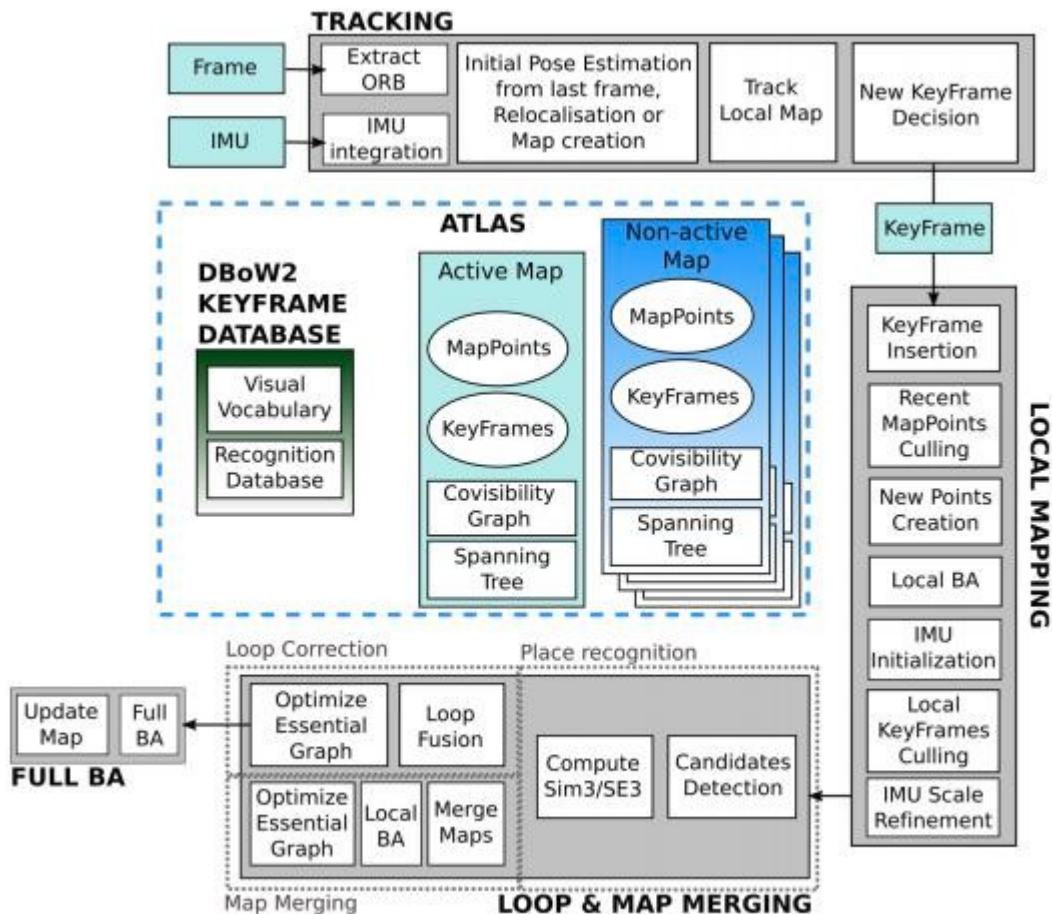 TRACKING
Frame
Extract
ORB
IMU
IMU
integration
Initial Pose Estimation
from last frame,
Relocalisation or
Map creation
Track
Local Map
New KeyFrame
Decision
KeyFrame
ATLAS
DBoW2
KEYFRAME
DATABASE
Visual
Vocabulary
Recognition
Database
Active Map
MapPoints
KeyFrames
Covisibility
Graph
Spanning
Tree
Non-active
Map
MapPoints
KeyFrames
Covisibility
Graph
Spanning
Tree
LOCAL MAPPING
KeyFrame
Insertion
Recent
MapPoints
Culling
New Points
Creation
Local BA
IMU
Initialization
Local
KeyFrames
Culling
IMU Scale
Refinement
Loop Correction
Place recognition
Optimize
Essential
Graph
Loop
Fusion
Compute
Sim3/SE3
Candidates
Detection
Update
Map
Full
BA
FULL BA
Optimize
Essential
Graph
Local
BA
Merge
Maps
Map Merging
LOOP & MAP MERGING